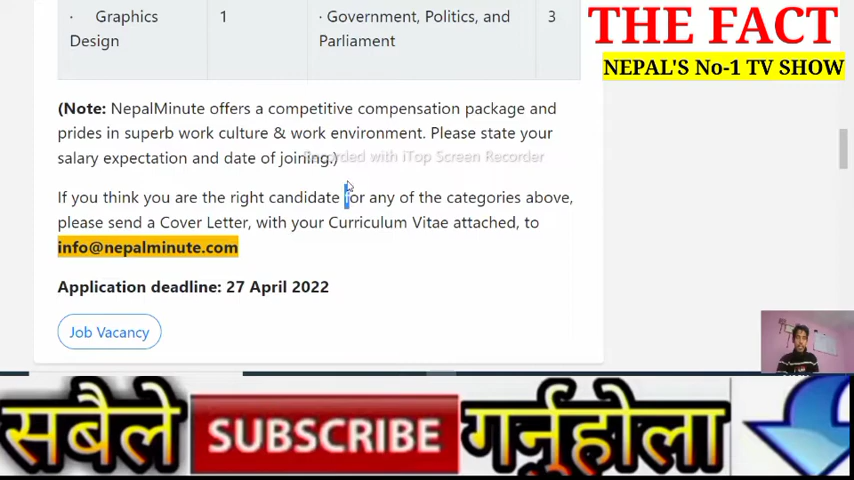 · Graphics Design
1
· Government, Politics, and Parliament
3
THE FACT
NEPAL'S No-1 TV SHOW
(Note: NepalMinute offers a competitive compensation package and
prides in superb work culture & work environment. Please state your
salary expectation and date of joining.)
Recorded with iTop Screen Recorder
If you think you are the right candidate for any of the categories above,
please send a Cover Letter, with your Curriculum Vitae attached, to
info@nepalminute.com
Application deadline: 27 April 2022
Job Vacancy
सबैले SUBSCRIBE गर्नुहोला